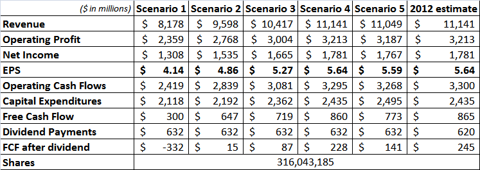 ($ in millions) Scenario 1 Scenario 2 Scenario 3 Scenario 4 Scenario 5 2012 estimate
Revenue $ 8,178 $ 9,598 $ 10,417 $ 11,141 $ 11,049 $ 11,141
Operating Profit $ 2,359 $ 2,768 $ 3,004 $ 3,213 $ 3,187 $ 3,213
Net Income $ 1,308 $ 1,535 $ 1,665 $ 1,781 $ 1,767 $ 1,781
EPS $ 4.14 $ 4.86 $ 5.27 $ 5.64 $ 5.59 $ 5.64
Operating Cash Flows $ 2,419 $ 2,839 $ 3,081 $ 3,295 $ 3,268 $ 3,300
Capital Expenditures $ 2,118 $ 2,192 $ 2,362 $ 2,435 $ 2,495 $ 2,435
Free Cash Flow $ 300 $ 647 $ 719 $ 860 $ 773 $ 865
Dividend Payments $ 632 $ 632 $ 632 $ 632 $ 632 $ 620
FCF after dividend $ -332 $ 15 $ 87 $ 228 $ 141 $ 245
Shares 316,043,185